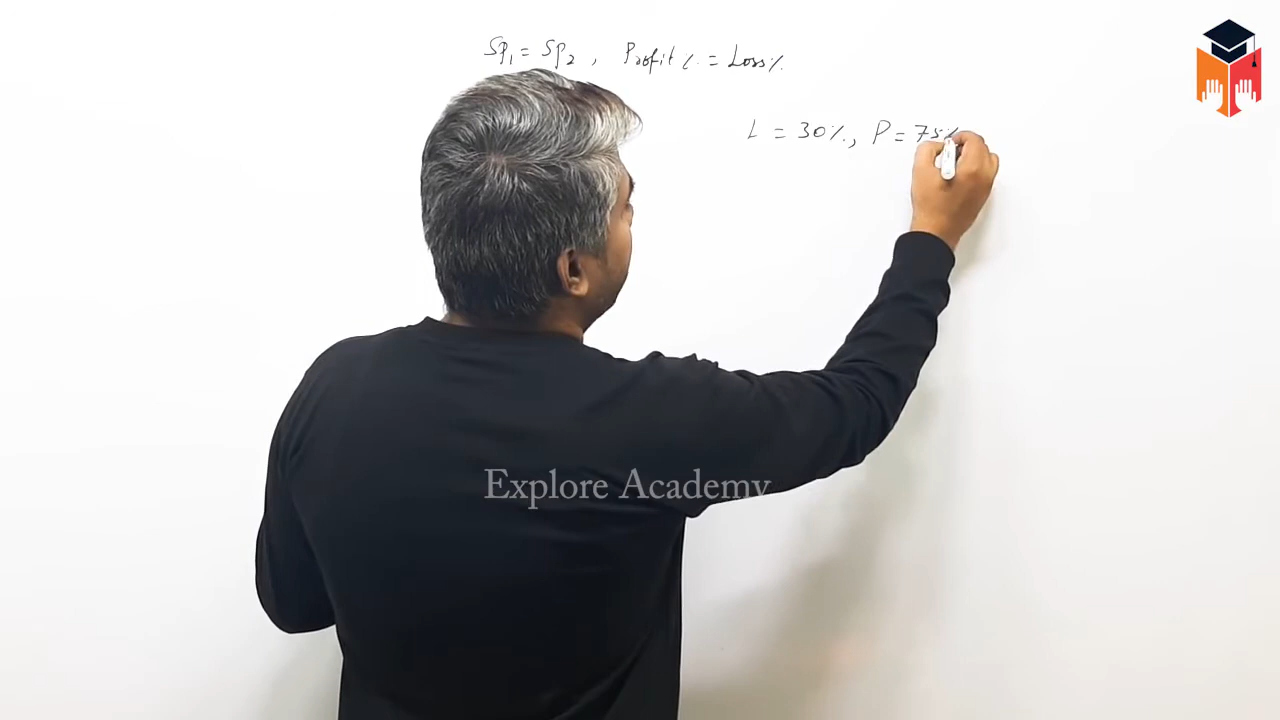 SP₁ = SP₂ , Profit % = Loss %
L = 30% , P = 75%
Explore Academy